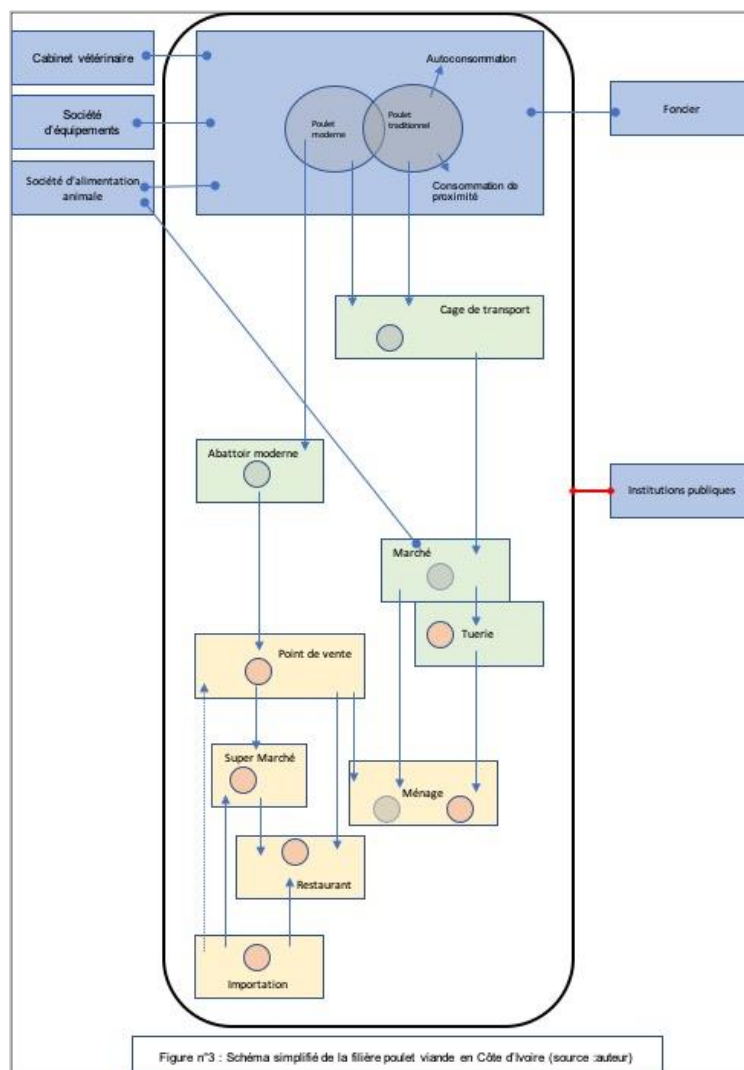 Cabinet vétérinaire
Société
d'équipements
Société d'alimentation
animale
Autoconsommation
Poulet
moderne
Poulet
traditionnel
Consommation de
proximité
Foncier
Cage de transport
Abattoir moderne
Institutions publiques
Marché
Tuerie
Point de vente
Super Marché
Ménage
Restaurant
Importation
Figure n°3 : Schéma simplifié de la filière poulet viande en Côte d'Ivoire (source :auteur)